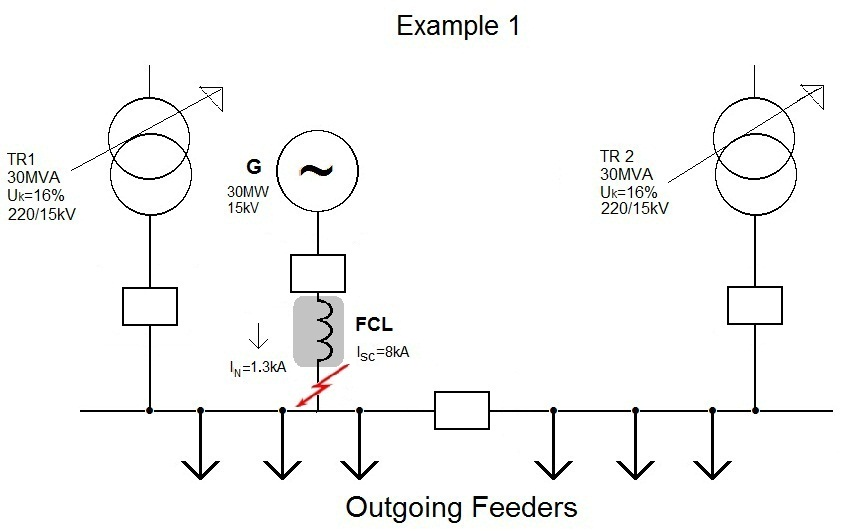 Example 1
TR1
30MVA
Uk=16%
220/15kV
G
30MW
15kV
~
TR 2
30MVA
Uk=16%
220/15kV
FCL
ISC=8kA
IN=1.3kA
Outgoing Feeders